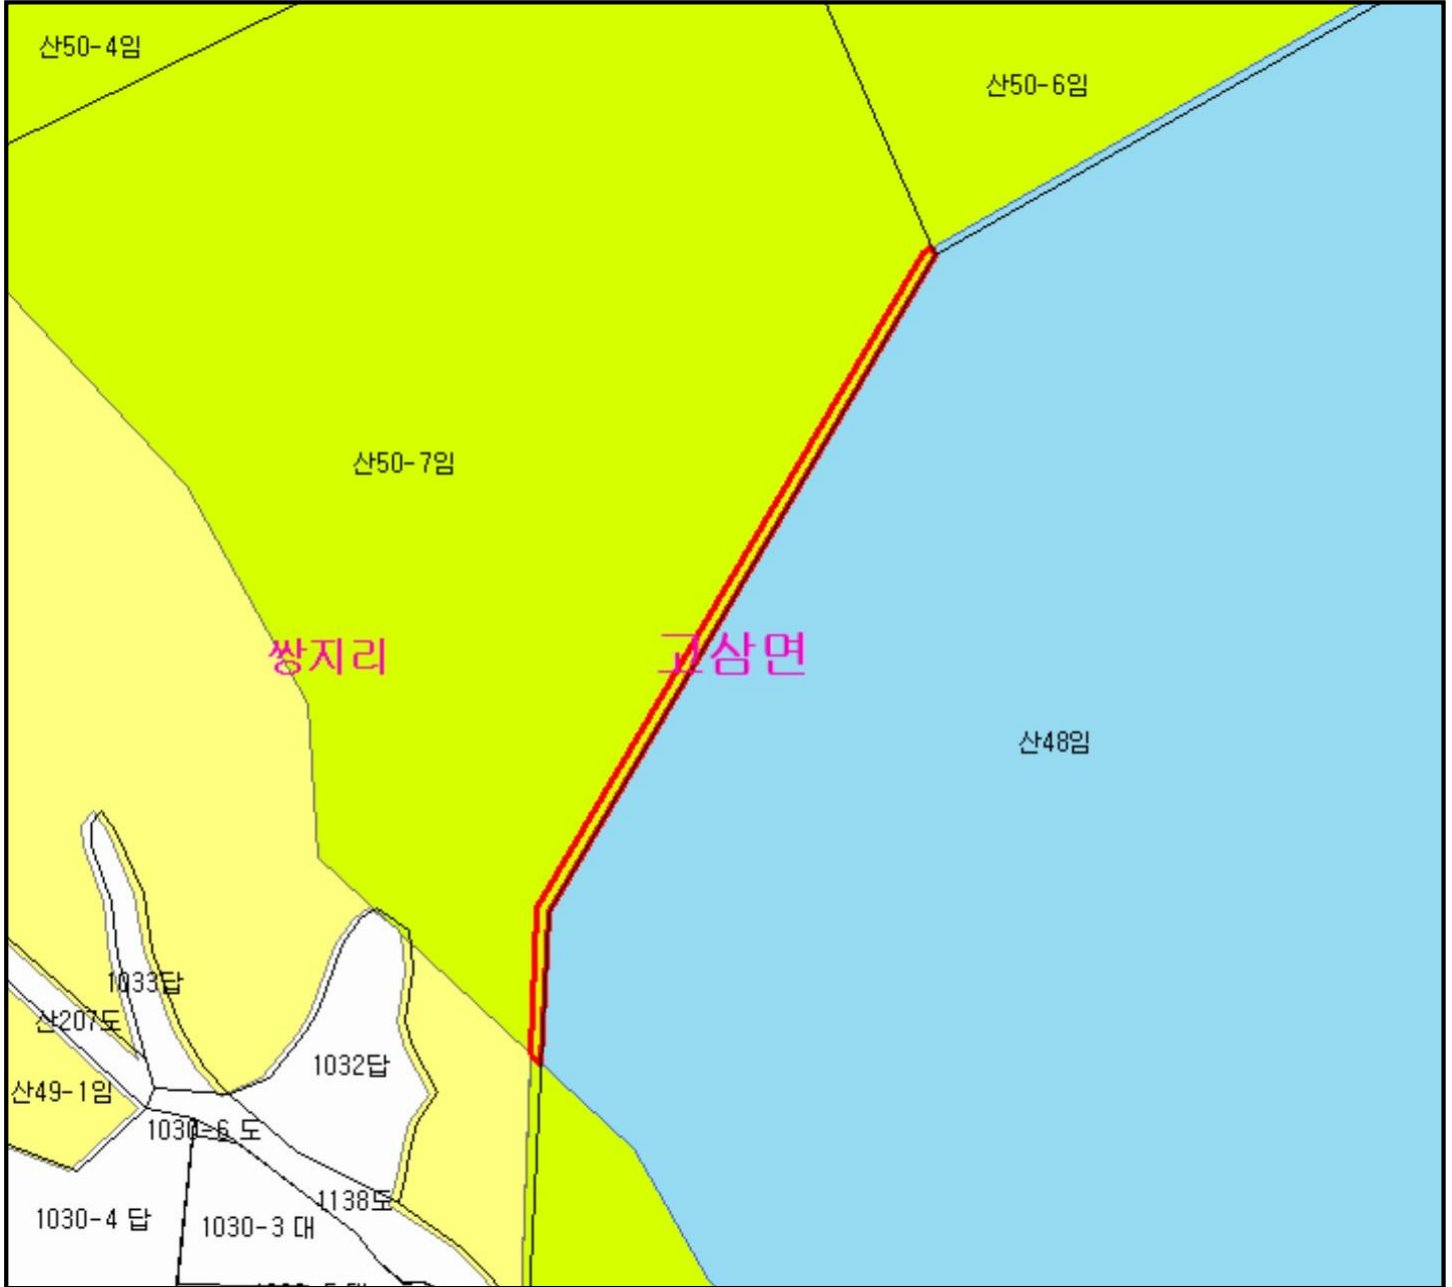 산50-4임
산50-6임
산50-7임
쌍지리
고삼면
산48임
1033답
산207도
1032답
산49-1임
1030-6 도
1138도
1030-4 답
1030-3 대